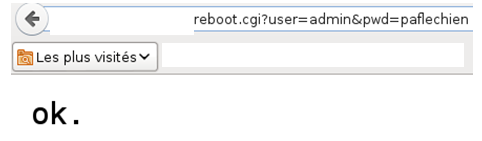 reboot.cgi?user=admin&pwd=paflechien
Les plus visités
ok.